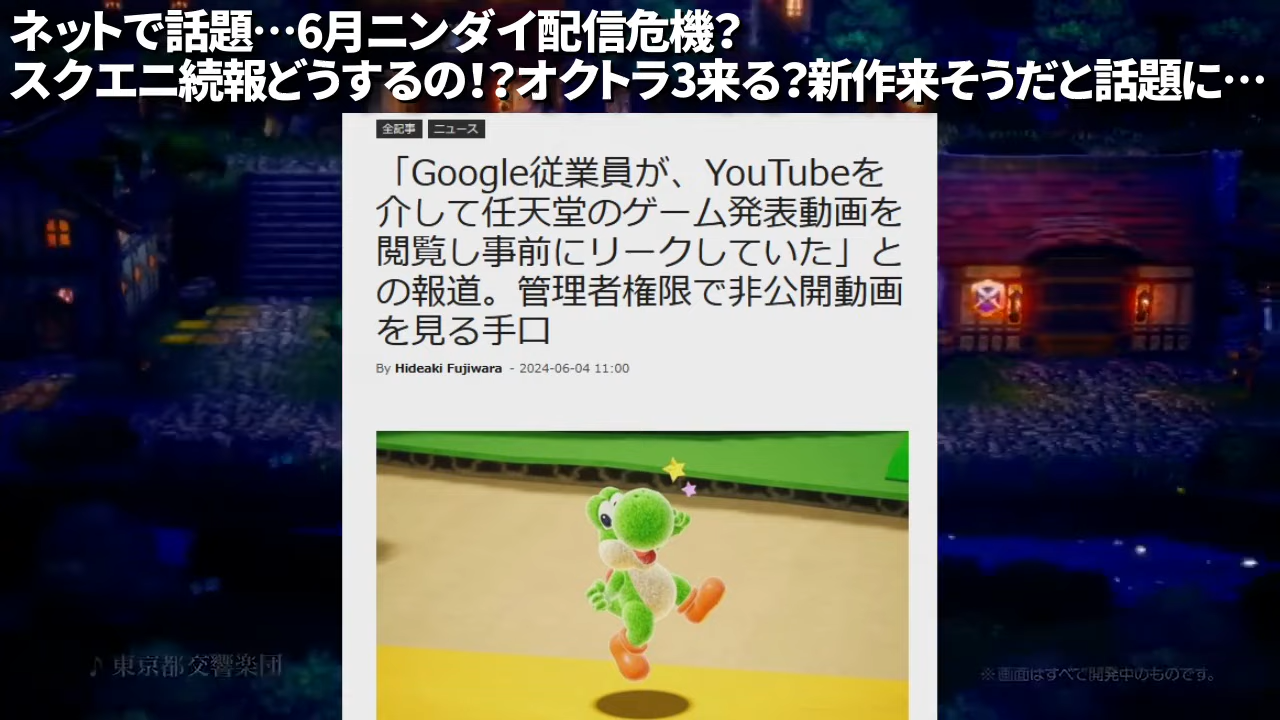 ネットで話題…6月ニンダイ配信危機？
スクエニ続報どうするの！？オクトラ3来る？新作来そうだと話題に…
全記事 ニュース
「Google従業員が、YouTubeを
介して任天堂のゲーム発表動画を
閲覧し事前にリークしていた」と
の報道。管理者権限で非公開動画
を見る手口
By Hideaki Fujiwara - 2024-06-04 11:00
♪ 東京都交響楽団
※画面はすべて開発中のものです。